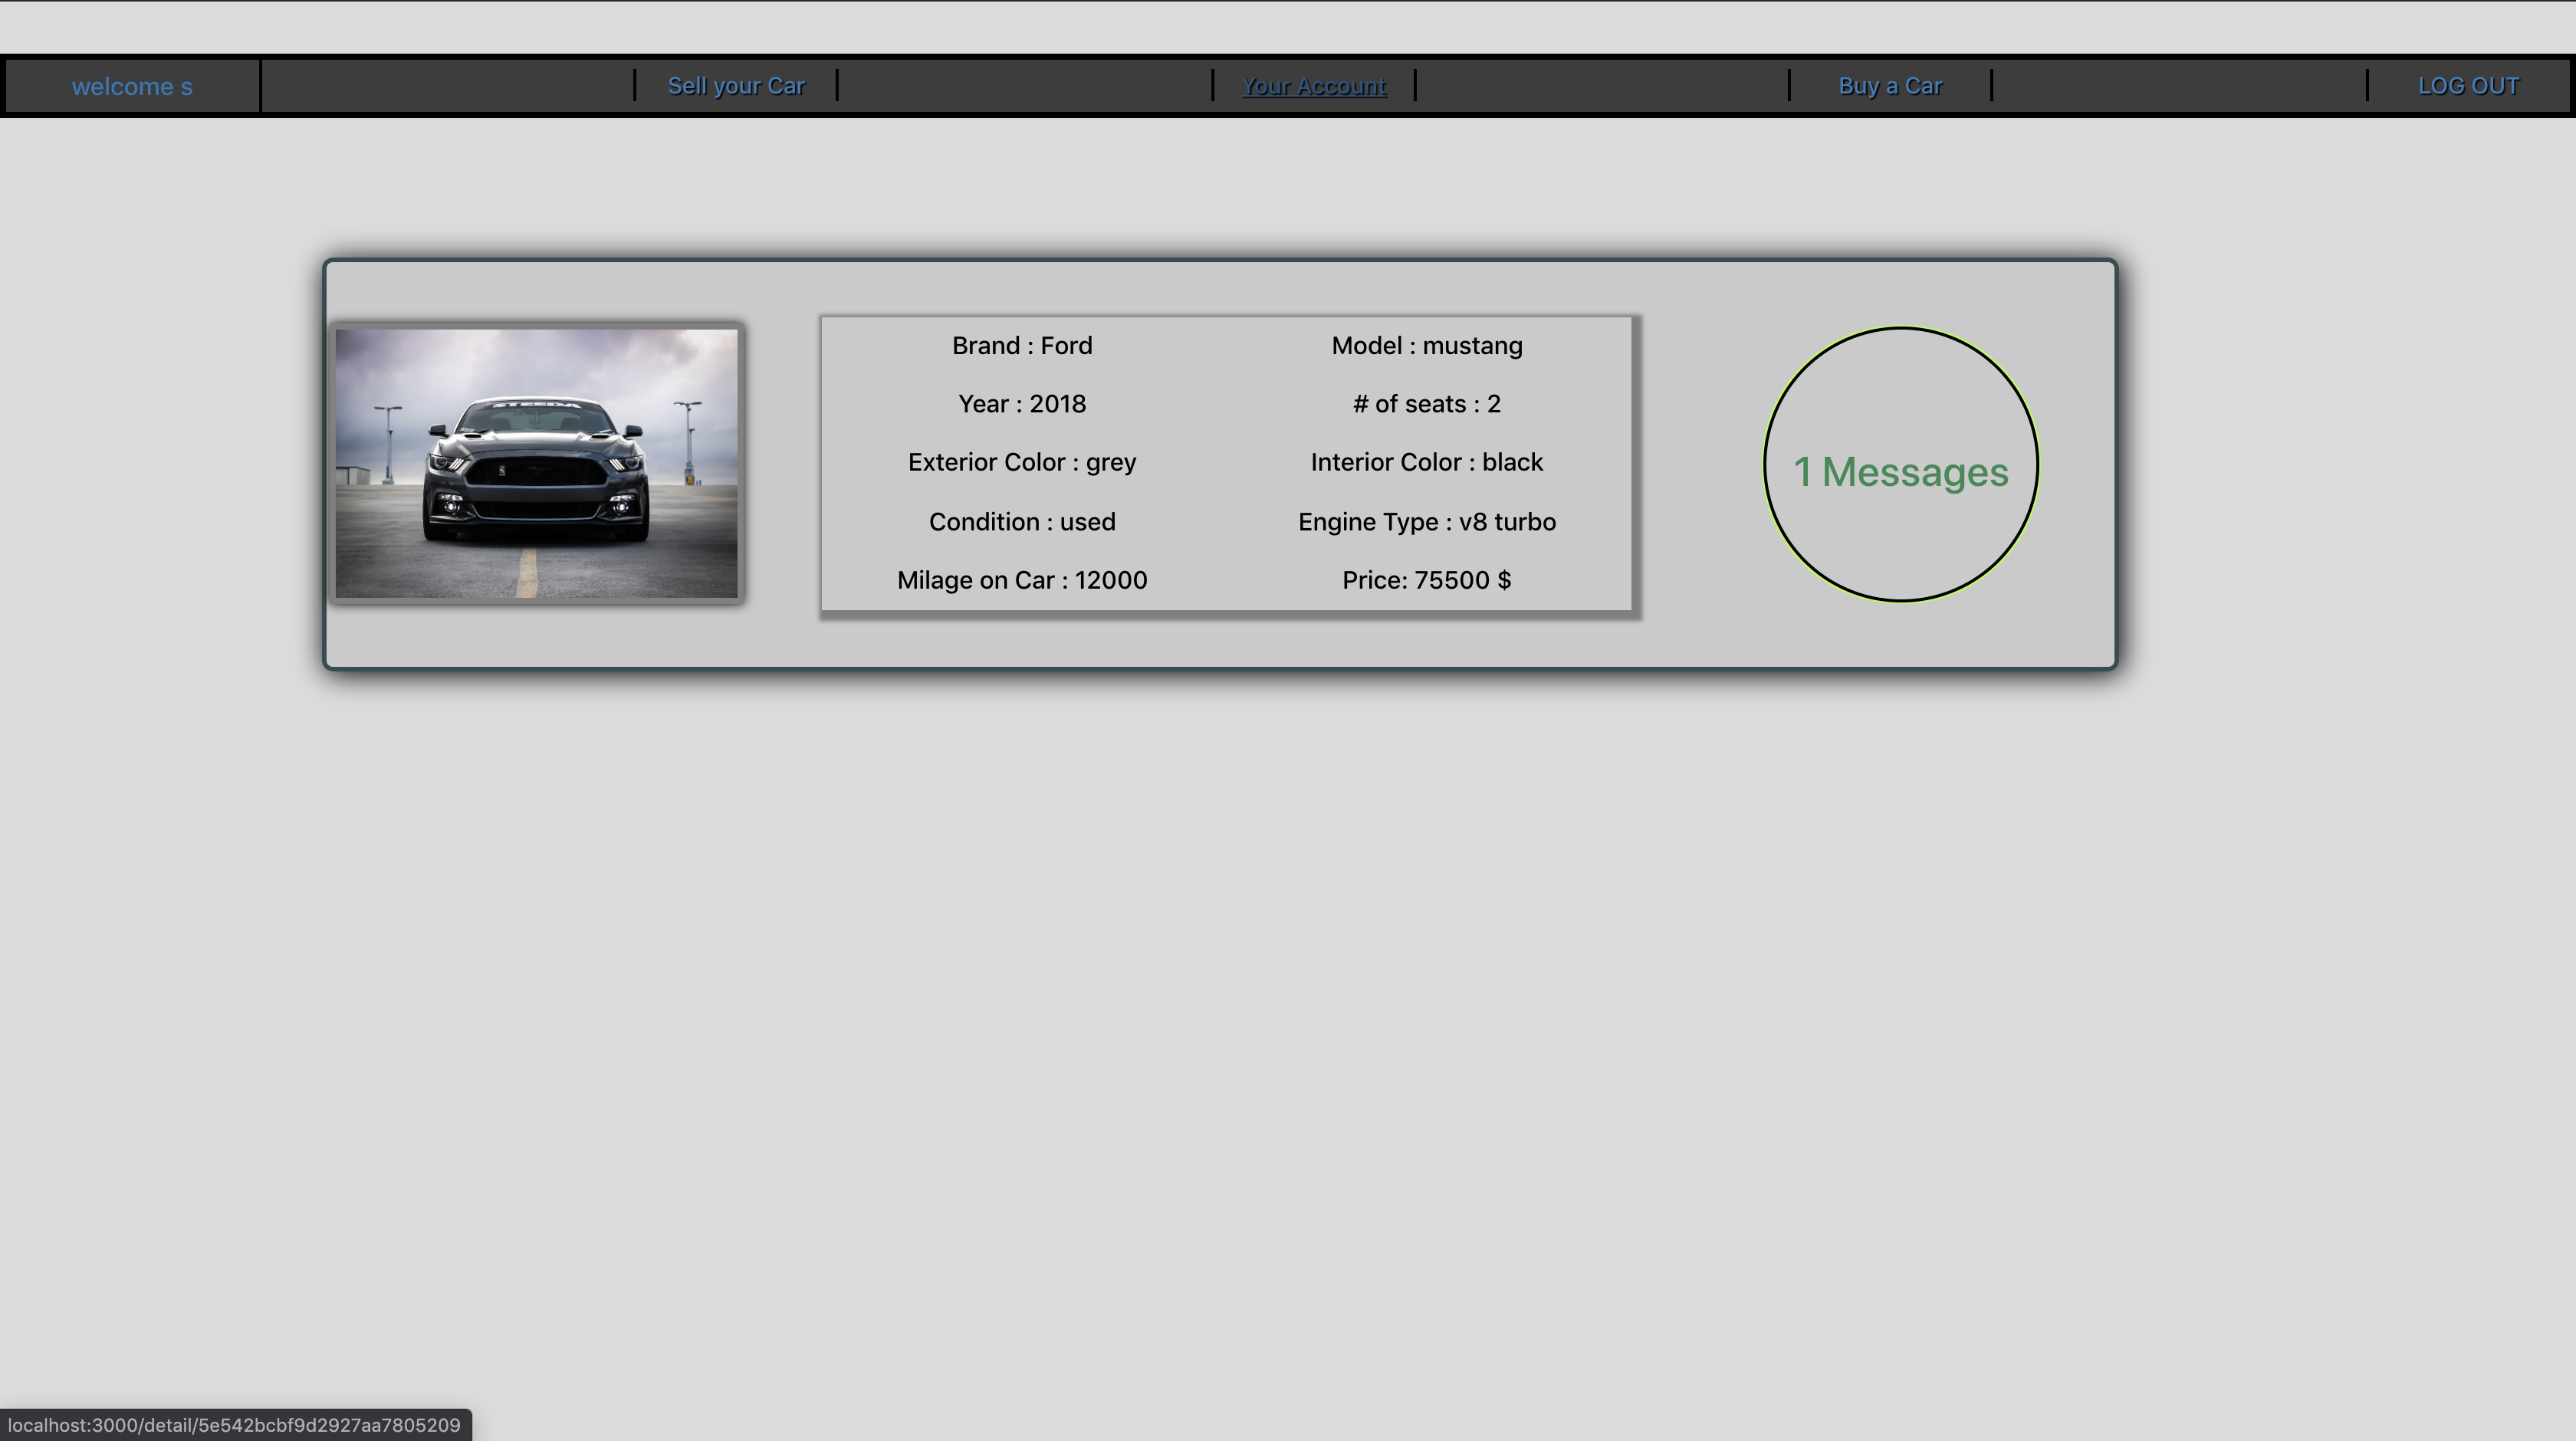 welcome s
Sell your Car
Your Account
Buy a Car
LOG OUT
Brand : Ford
Model : mustang
Year : 2018
# of seats : 2
Exterior Color : grey
Interior Color : black
Condition : used
Engine Type : v8 turbo
Milage on Car : 12000
Price: 75500 $
1 Messages
localhost:3000/detail/5e542bcbf9d2927aa7805209